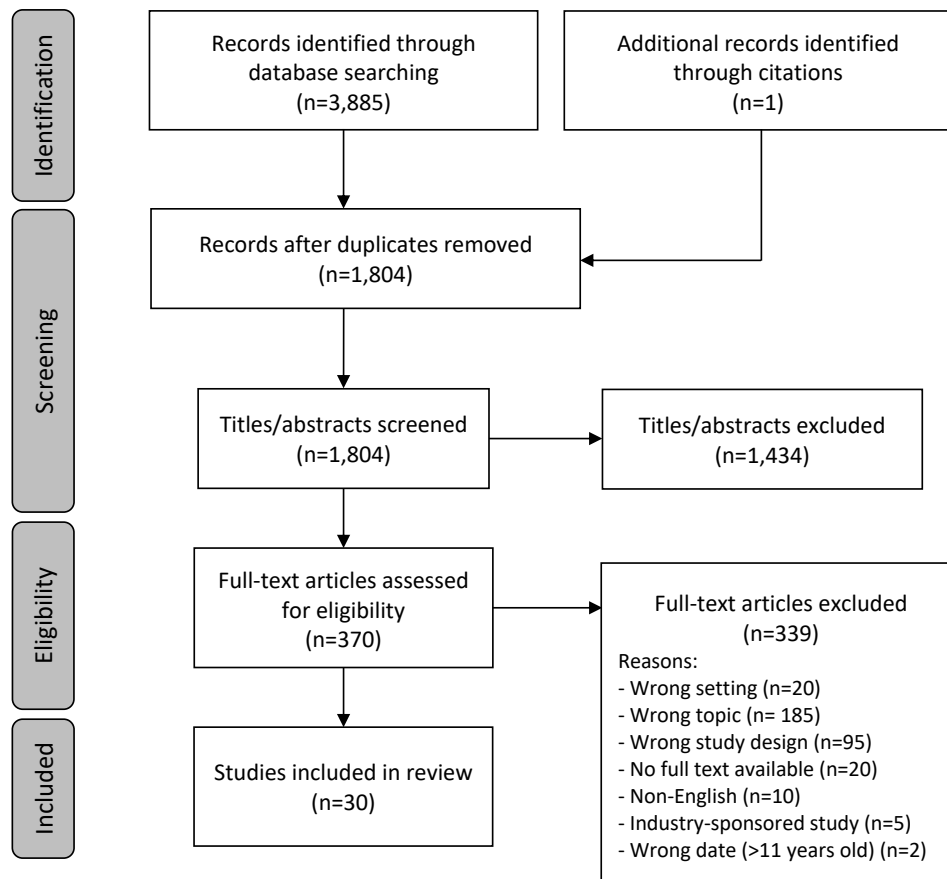 Identification
Records identified through
database searching
(n=3,885)
Additional records identified
through citations
(n=1)
Screening
Records after duplicates removed
(n=1,804)
Titles/abstracts screened
(n=1,804)
Titles/abstracts excluded
(n=1,434)
Eligibility
Full-text articles assessed
for eligibility
(n=370)
Full-text articles excluded
(n=339)
Reasons:
- Wrong setting (n=20)
- Wrong topic (n= 185)
- Wrong study design (n=95)
- No full text available (n=20)
- Non-English (n=10)
- Industry-sponsored study (n=5)
- Wrong date (>11 years old) (n=2)
Included
Studies included in review
(n=30)